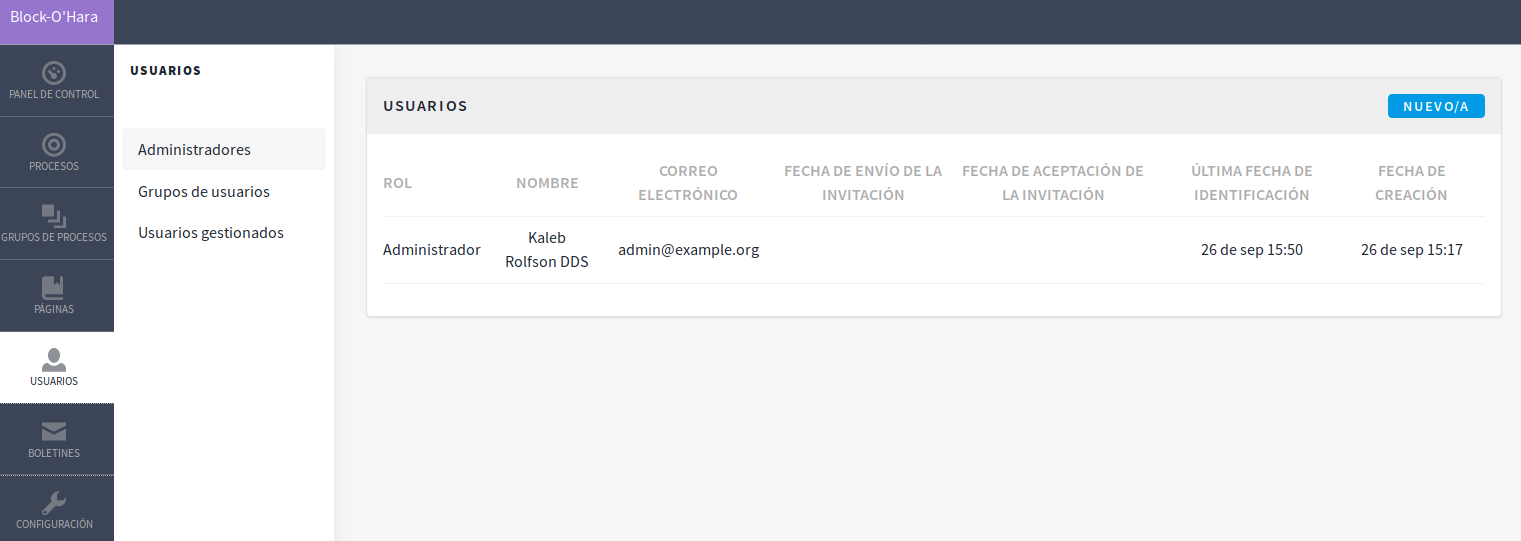 Block-O'Hara
PANEL DE CONTROL
PROCESOS
GRUPOS DE PROCESOS
PÁGINAS
USUARIOS
BOLETINES
CONFIGURACIÓN
USUARIOS
Administradores
Grupos de usuarios
Usuarios gestionados
USUARIOS
NUEVO/A
ROL
NOMBRE
CORREO
ELECTRÓNICO
FECHA DE ENVÍO DE LA
INVITACIÓN
FECHA DE ACEPTACIÓN DE
LA INVITACIÓN
ÚLTIMA FECHA DE
IDENTIFICACIÓN
FECHA DE
CREACIÓN
Administrador
Kaleb
Rolfson DDS
admin@example.org
26 de sep 15:50
26 de sep 15:17